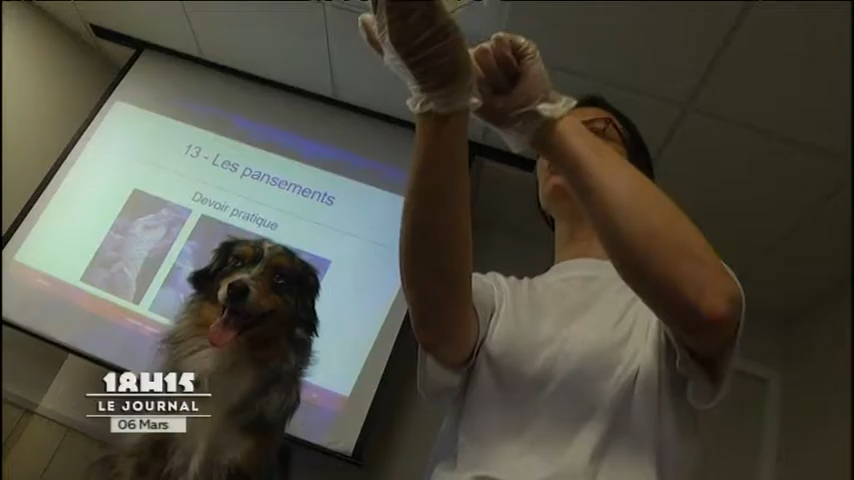 13 - Les pansements
Devoir pratique
18H15
LE JOURNAL
06 Mars